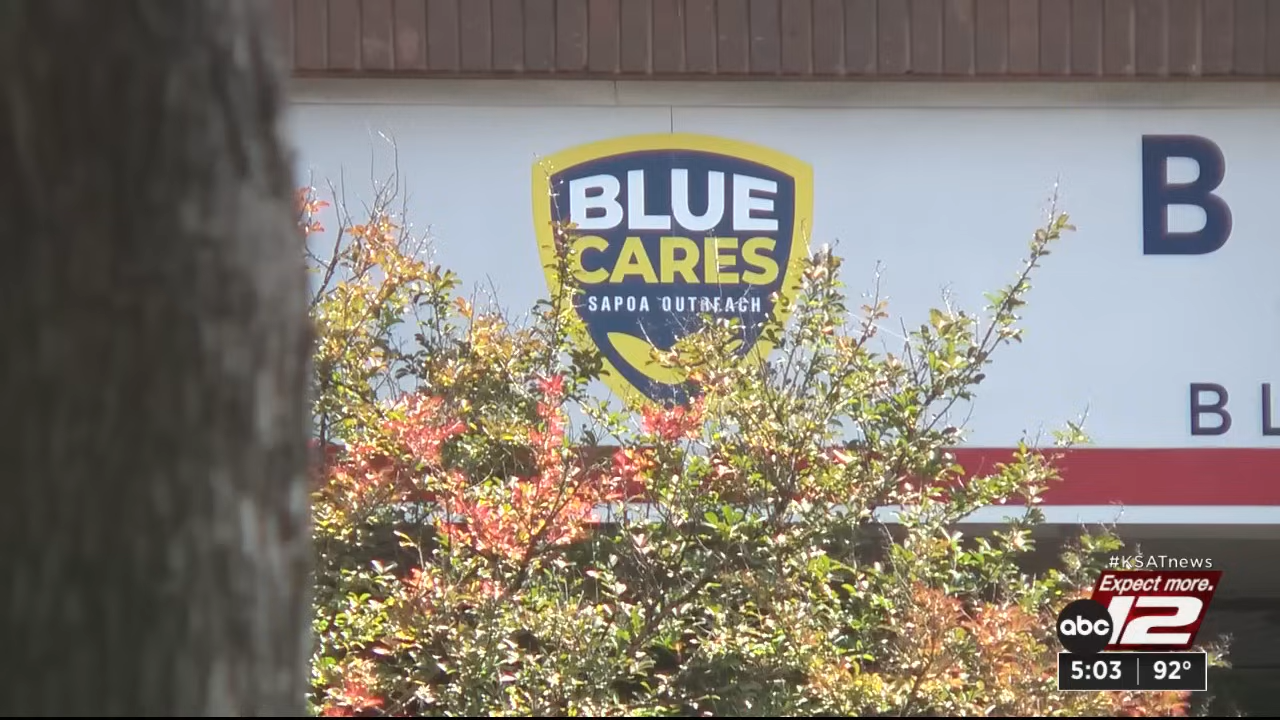 BLUE
CARES
SAPOA OUTREACH
B
BL
#KSATnews
Expect more.
abc 12
5:03 92°